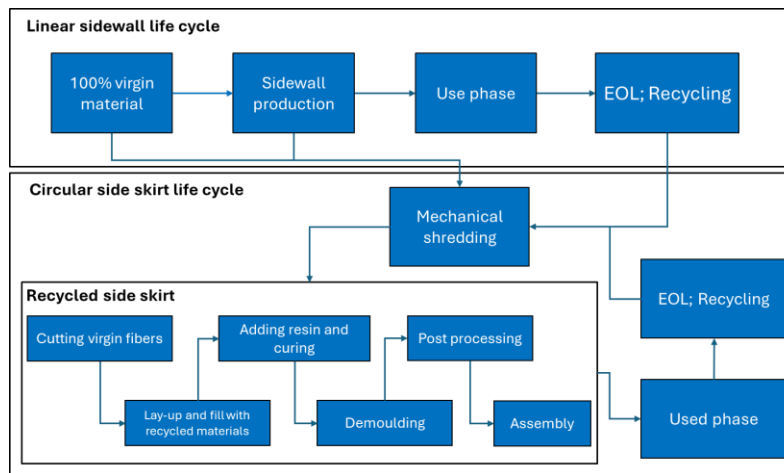 Linear sidewall life cycle
100% virgin
material
Sidewall
production
Use phase
EOL; Recycling
Circular side skirt life cycle
Mechanical
shredding
EOL; Recycling
Recycled side skirt
Cutting virgin fibers
Adding resin and
curing
Post processing
Lay-up and fill with
recycled materials
Demoulding
Assembly
Used phase